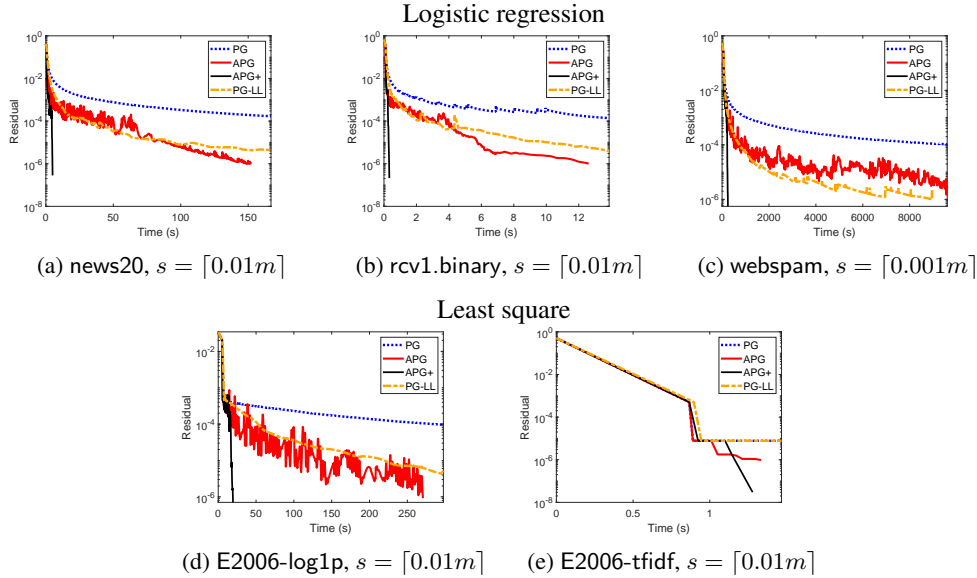 Logistic regression
10^0
10^-2
10^-4
10^-6
10^-8
Residual
0
50
100
150
Time (s)
PG
APG
APG+
PG-LL
(a) news20, s = ⌈0.01m⌉
10^0
10^-2
10^-4
10^-6
10^-8
Residual
0
2
4
6
8
10
12
Time (s)
PG
APG
APG+
PG-LL
(b) rcv1.binary, s = ⌈0.01m⌉
10^0
10^-2
10^-4
10^-6
Residual
0
2000
4000
6000
8000
Time (s)
PG
APG
APG+
PG-LL
(c) webspam, s = ⌈0.001m⌉
Least square
10^-2
10^-4
10^-6
Residual
0
50
100
150
200
250
Time (s)
PG
APG
APG+
PG-LL
(d) E2006-log1p, s = ⌈0.01m⌉
10^0
10^-2
10^-4
10^-6
10^-8
Residual
0
0.5
1
Time (s)
PG
APG
APG+
PG-LL
(e) E2006-tfidf, s = ⌈0.01m⌉